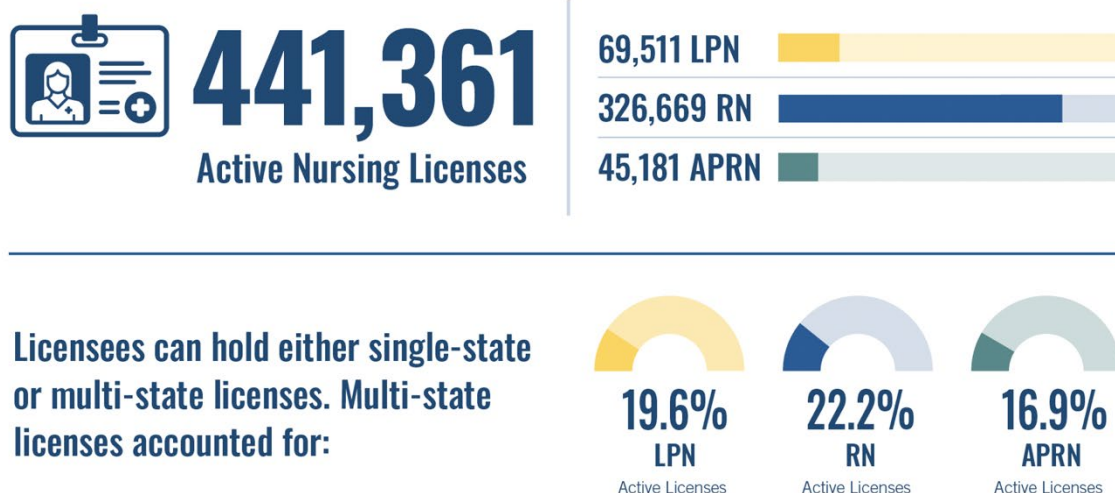 441,361
Active Nursing Licenses
69,511 LPN
326,669 RN
45,181 APRN
Licensees can hold either single-state
or multi-state licenses. Multi-state
licenses accounted for:
19.6%
LPN
Active Licenses
22.2%
RN
Active Licenses
16.9%
APRN
Active Licenses